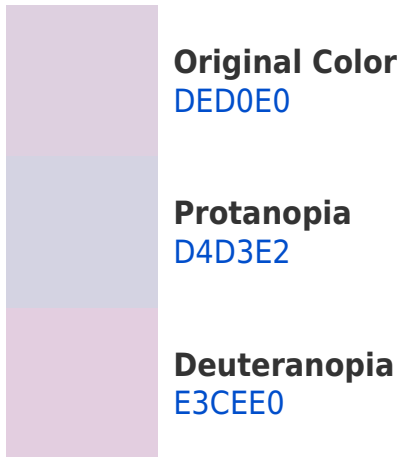 Original Color
DED0E0
Protanopia
D4D3E2
Deuteranopia
E3CEE0